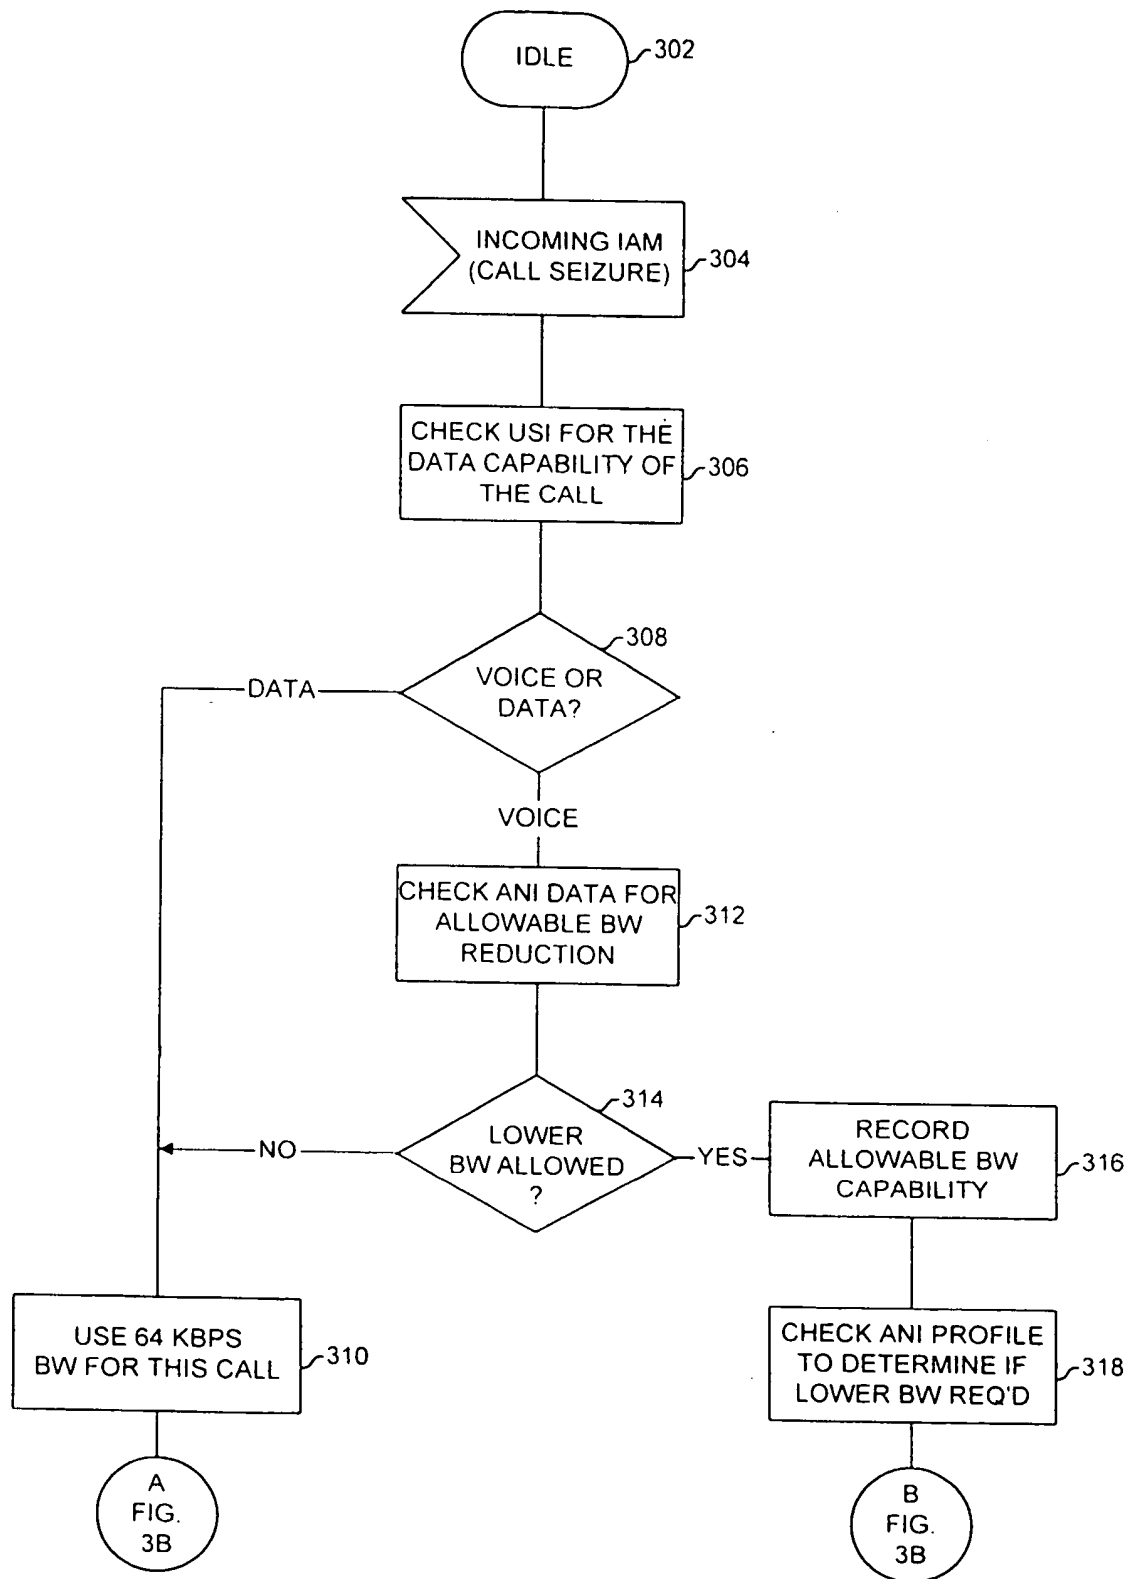 IDLE
302
INCOMING IAM
(CALL SEIZURE)
304
CHECK USI FOR THE
DATA CAPABILITY OF
THE CALL
306
308
VOICE OR
DATA?
DATA
VOICE
CHECK ANI DATA FOR
ALLOWABLE BW
REDUCTION
312
314
LOWER
BW ALLOWED
?
NO
YES
RECORD
ALLOWABLE BW
CAPABILITY
316
USE 64 KBPS
BW FOR THIS CALL
310
CHECK ANI PROFILE
TO DETERMINE IF
LOWER BW REQ'D
318
A
FIG.
3B
B
FIG.
3B